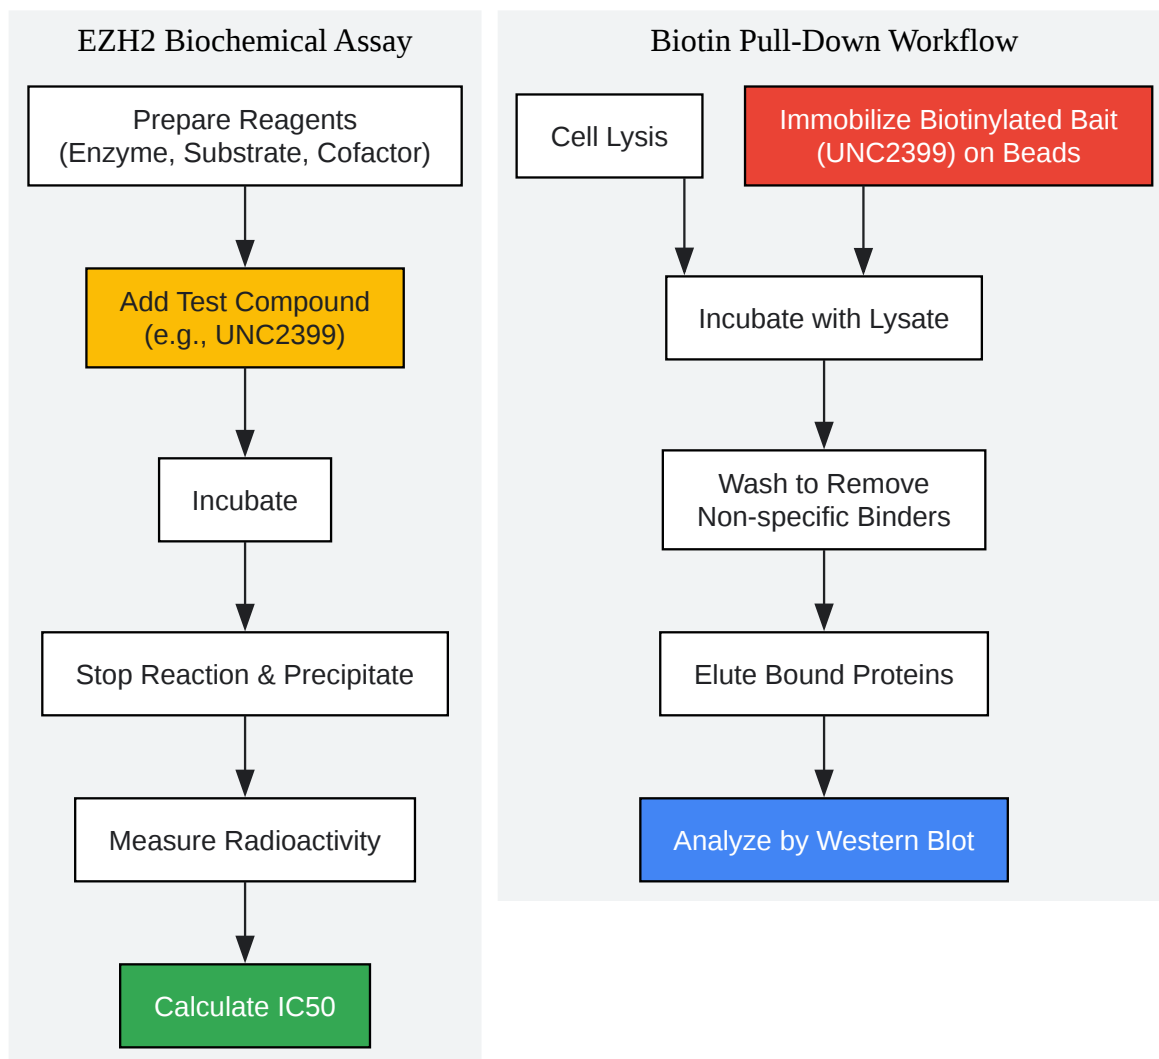 EZH2 Biochemical Assay
Prepare Reagents
(Enzyme, Substrate, Cofactor)
Add Test Compound
(e.g., UNC2399)
Incubate
Stop Reaction & Precipitate
Measure Radioactivity
Calculate IC50
Biotin Pull-Down Workflow
Cell Lysis
Immobilize Biotinylated Bait
(UNC2399) on Beads
Incubate with Lysate
Wash to Remove
Non-specific Binders
Elute Bound Proteins
Analyze by Western Blot